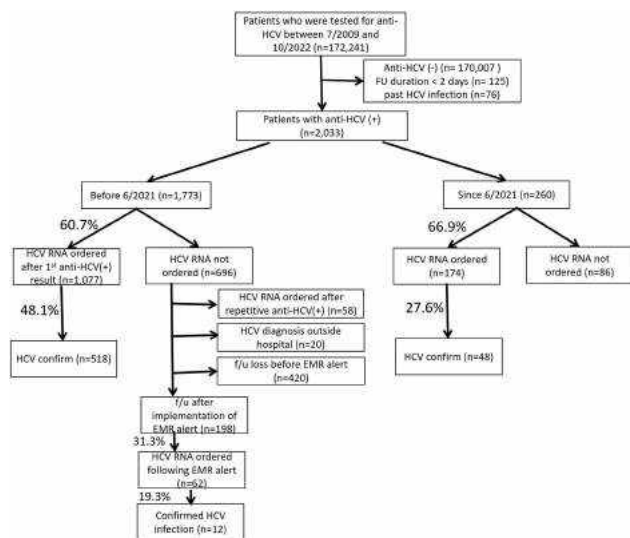 Patients who were tested for anti-
HCV between 7/2009 and
10/2022 (n=172,241)
Anti-HCV (-) (n= 170,007 )
FU duration < 2 days (n= 125)
past HCV infection (n=76)
Patients with anti-HCV (+)
(n=2,033)
Before 6/2021 (n=1,773)
Since 6/2021 (n=260)
60.7%
66.9%
HCV RNA ordered
after 1st anti-HCV(+)
result (n=1,077)
HCV RNA not
ordered (n=696)
HCV RNA ordered
(n=174)
HCV RNA not
ordered (n=86)
48.1%
27.6%
HCV RNA ordered after
repetitive anti-HCV(+) (n=58)
HCV diagnosis outside
hospital (n=20)
HCV confirm (n=518)
f/u loss before EMR alert
(n=420)
HCV confirm (n=48)
f/u after
implementation of
EMR alert (n=198)
31.3%
HCV RNA ordered
following EMR alert
(n=62)
19.3%
Confirmed HCV
infection (n=12)